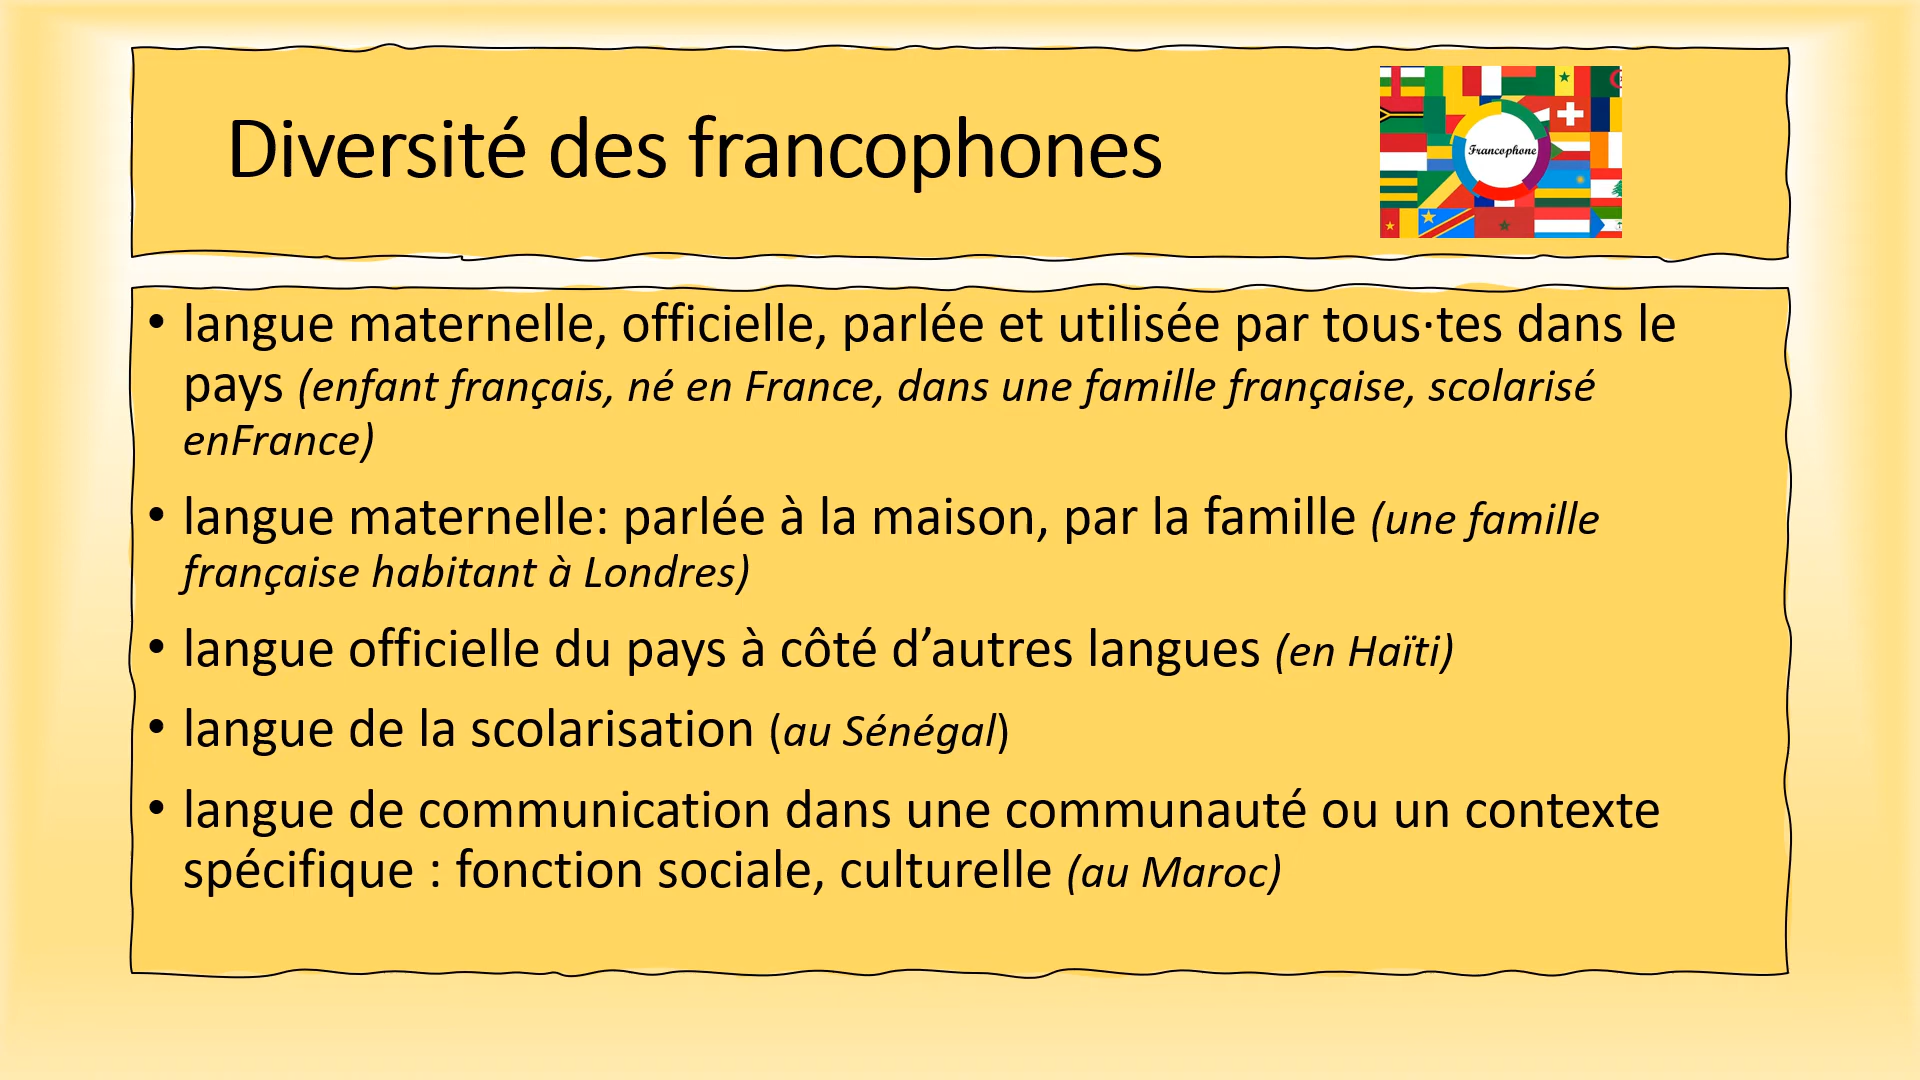 Diversité des francophones
Francophone
• langue maternelle, officielle, parlée et utilisée par tous·tes dans le
pays (enfant français, né en France, dans une famille française, scolarisé
enFrance)
• langue maternelle: parlée à la maison, par la famille (une famille
française habitant à Londres)
• langue officielle du pays à côté d’autres langues (en Haïti)
• langue de la scolarisation (au Sénégal)
• langue de communication dans une communauté ou un contexte
spécifique : fonction sociale, culturelle (au Maroc)